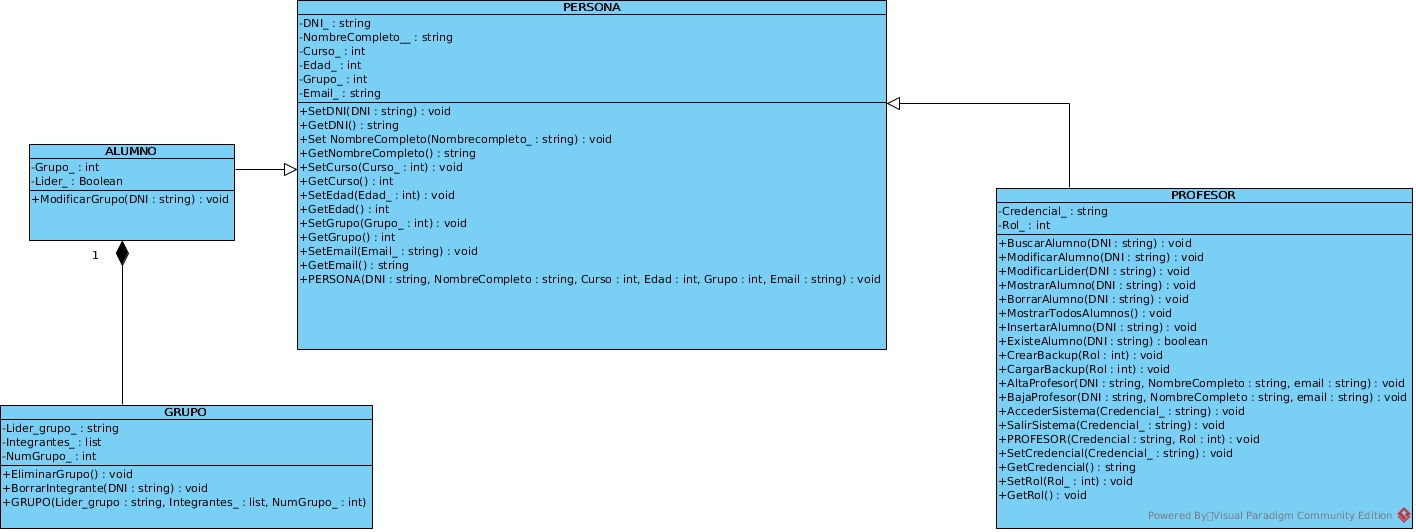 PERSONA
-DNI_ : string
-NombreCompleto__ : string
-Curso_ : int
-Edad_ : int
-Grupo_ : int
-Email_ : string
+SetDNI(DNI : string) : void
+GetDNI() : string
+Set NombreCompleto(Nombrecompleto_ : string) : void
+GetNombreCompleto() : string
+SetCurso(Curso_ : int) : void
+GetCurso() : int
+SetEdad(Edad_ : int) : void
+GetEdad() : int
+SetGrupo(Grupo_ : int) : void
+GetGrupo() : int
+SetEmail(Email_ : string) : void
+GetEmail() : string
+PERSONA(DNI : string, NombreCompleto : string, Curso : int, Edad : int, Grupo : int, Email : string) : void
ALUMNO
-Grupo_ : int
-Lider_ : Boolean
+ModificarGrupo(DNI : string) : void
1
GRUPO
-Lider_grupo_ : string
-Integrantes_ : list
-NumGrupo_ : int
+EliminarGrupo() : void
+BorrarIntegrante(DNI : string) : void
+GRUPO(Lider_grupo : string, Integrantes_ : list, NumGrupo_ : int)
PROFESOR
-Credencial_ : string
-Rol_ : int
+BuscarAlumno(DNI : string) : void
+ModificarAlumno(DNI : string) : void
+ModificarLider(DNI : string) : void
+MostrarAlumno(DNI : string) : void
+BorrarAlumno(DNI : string) : void
+MostrarTodosAlumnos() : void
+InsertarAlumno(DNI : string) : void
+ExisteAlumno(DNI : string) : boolean
+CrearBackup(Rol : int) : void
+CargarBackup(Rol : int) : void
+AltaProfesor(DNI : string, NombreCompleto : string, email : string) : void
+BajaProfesor(DNI : string, NombreCompleto : string, email : string) : void
+AccederSistema(Credencial_ : string) : void
+SalirSistema(Credencial_ : string) : void
+PROFESOR(Credencial : string, Rol : int) : void
+SetCredencial(Credencial_ : string) : void
+GetCredencial() : string
+SetRol(Rol_ : int) : void
+GetRol() : void
Powered By Visual Paradigm Community Edition